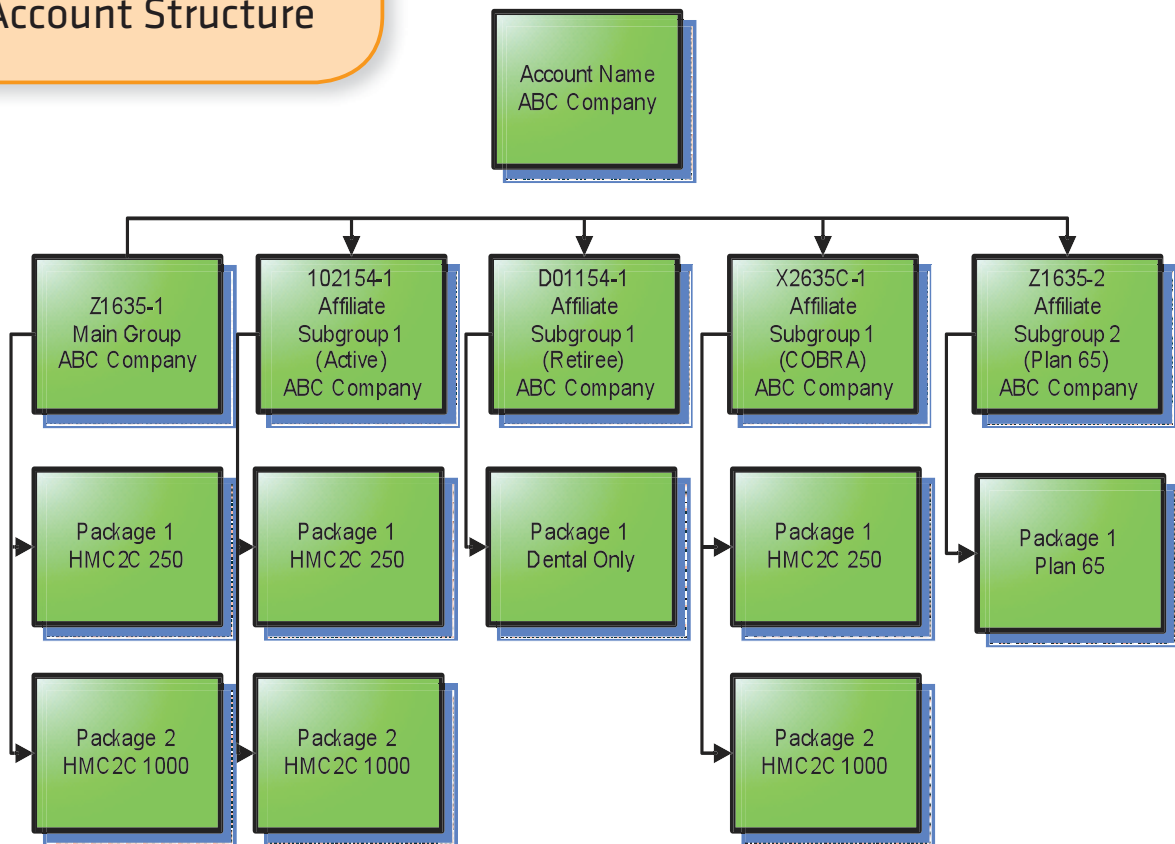 Account Structure
Account Name
ABC Company
Z1635-1
Main Group
ABC Company
102154-1
Affiliate
Subgroup 1
(Active)
ABC Company
D01154-1
Affiliate
Subgroup 1
(Retiree)
ABC Company
X2635C-1
Affiliate
Subgroup 1
(COBRA)
ABC Company
Z1635-2
Affiliate
Subgroup 2
(Plan 65)
ABC Company
Package 1
HMC2C 250
Package 1
HMC2C 250
Package 1
Dental Only
Package 1
HMC2C 250
Package 1
Plan 65
Package 2
HMC2C 1000
Package 2
HMC2C 1000
Package 2
HMC2C 1000